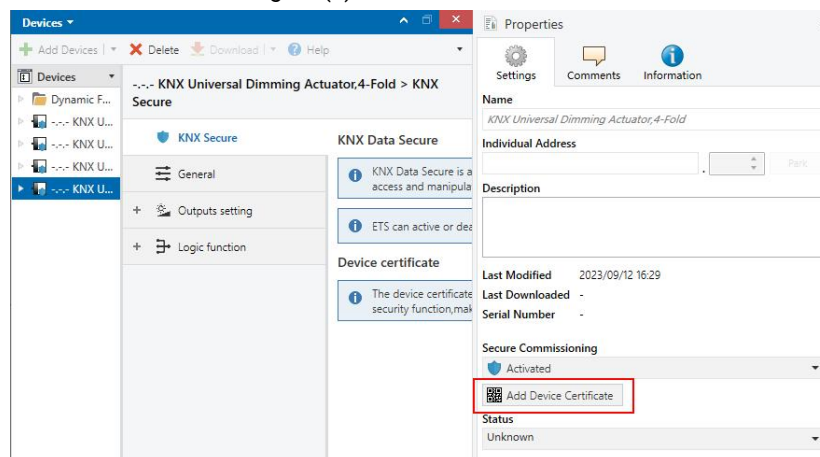 Devices
Add Devices
Delete
Download
Help
Devices
Dynamic F...
-.-.- KNX U...
-.-.- KNX U...
-.-.- KNX U...
-.-.- KNX U...
-.-.- KNX Universal Dimming Actuator,4-Fold > KNX
Secure
KNX Secure
General
+ Outputs setting
+ Logic function
KNX Data Secure
KNX Data Secure is a
access and manipula
ETS can active or dea
Device certificate
The device certificate
security function,mak
Properties
Settings
Comments
Information
Name
KNX Universal Dimming Actuator,4-Fold
Individual Address
. Park
Description
Last Modified 2023/09/12 16:29
Last Downloaded -
Serial Number -
Secure Commissioning
Activated
Add Device Certificate
Status
Unknown